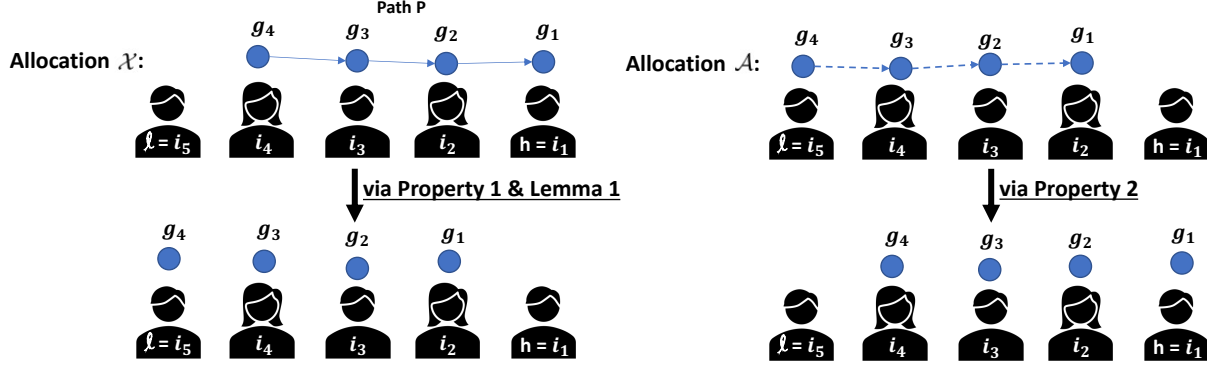 Path P
g₄ g₃ g₂ g₁
Allocation 𝒳:
ℓ = i₅ i₄ i₃ i₂ h = i₁
via Property 1 & Lemma 1
g₄ g₃ g₂ g₁
ℓ = i₅ i₄ i₃ i₂ h = i₁
g₄ g₃ g₂ g₁
Allocation 𝒜:
ℓ = i₅ i₄ i₃ i₂ h = i₁
via Property 2
g₄ g₃ g₂ g₁
ℓ = i₅ i₄ i₃ i₂ h = i₁